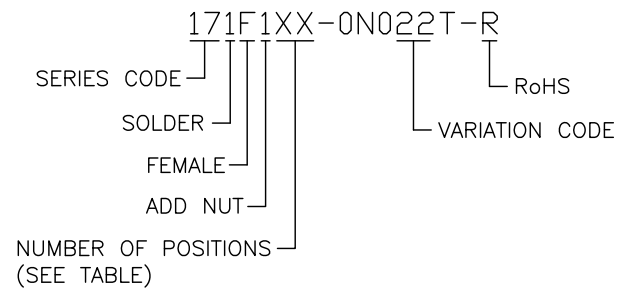 171F1XX-0N022T-R
SERIES CODE
RoHS
SOLDER
VARIATION CODE
FEMALE
ADD NUT
NUMBER OF POSITIONS
(SEE TABLE)